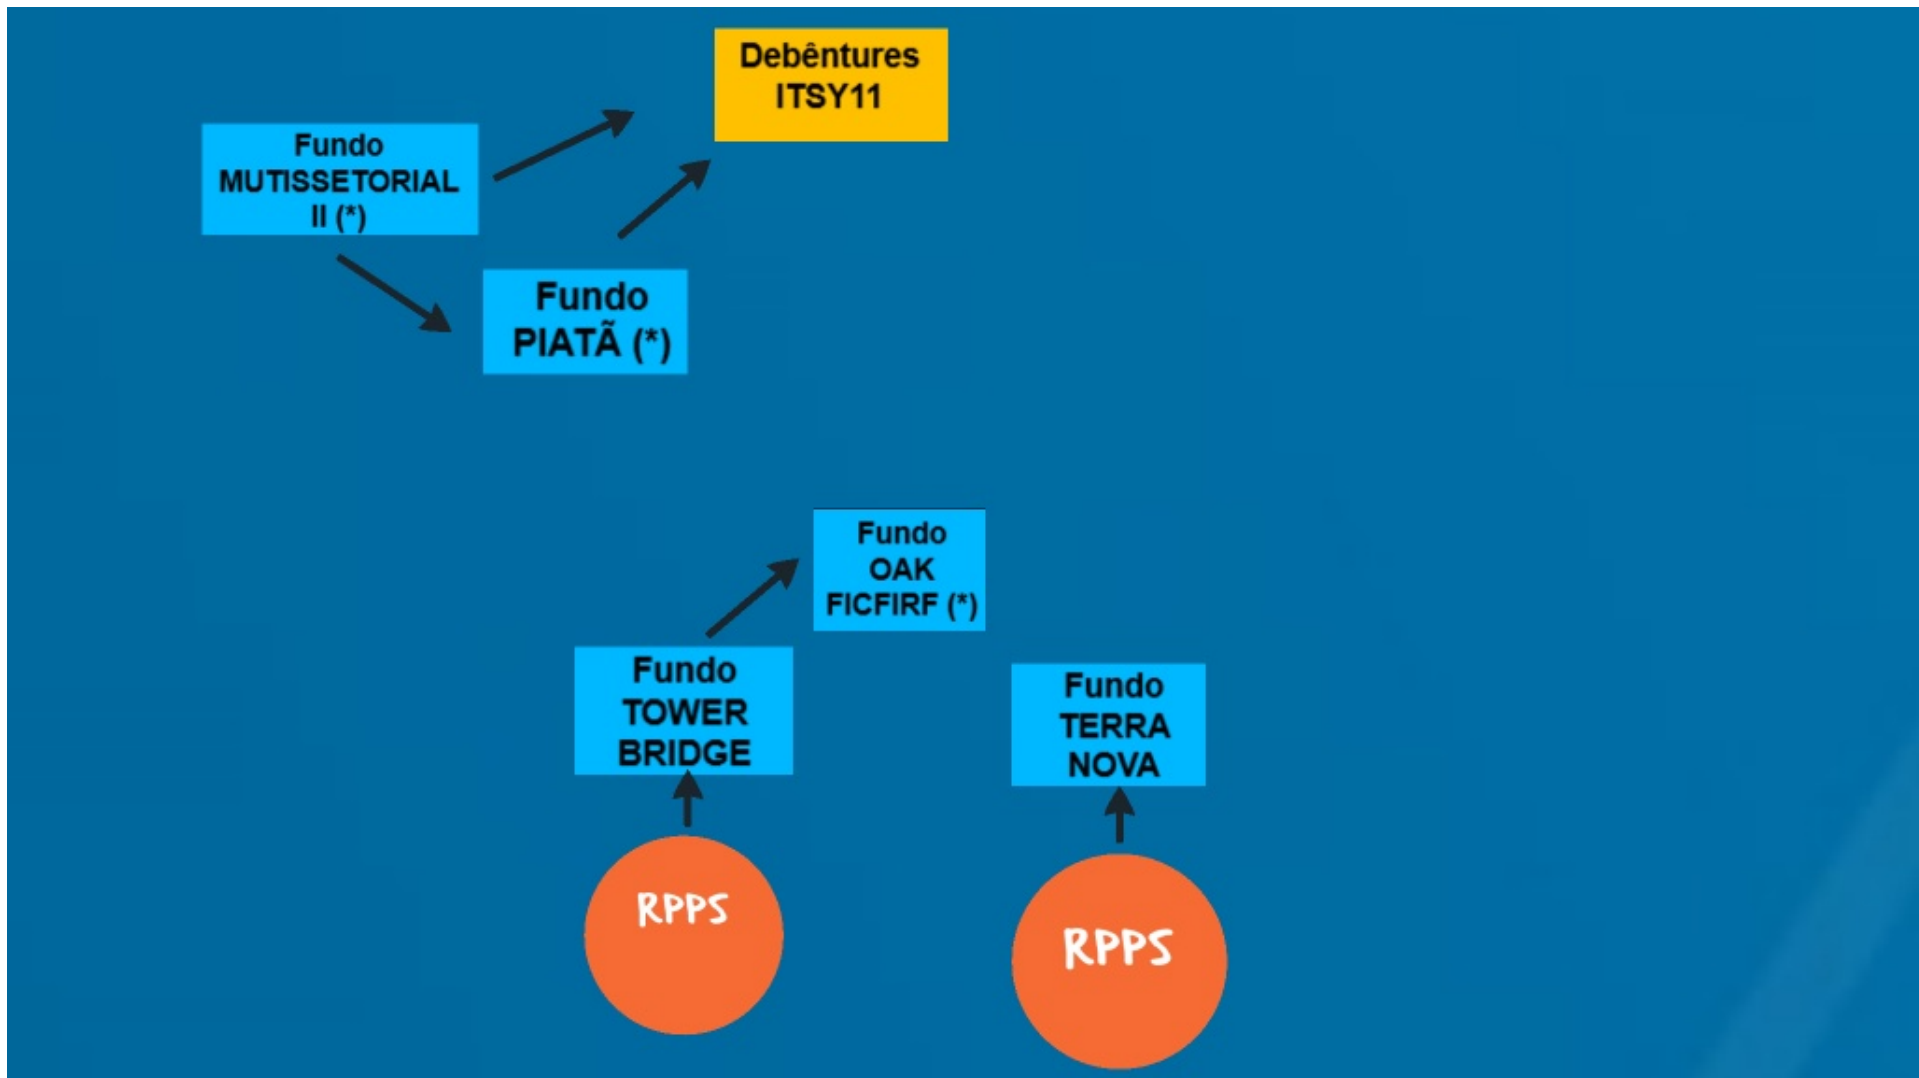 Debêntures
ITSY11
Fundo
MUTISSETORIAL
II (*)
Fundo
PIATÃ (*)
Fundo
OAK
FICFIRF (*)
Fundo
TOWER
BRIDGE
Fundo
TERRA
NOVA
RPPS
RPPS